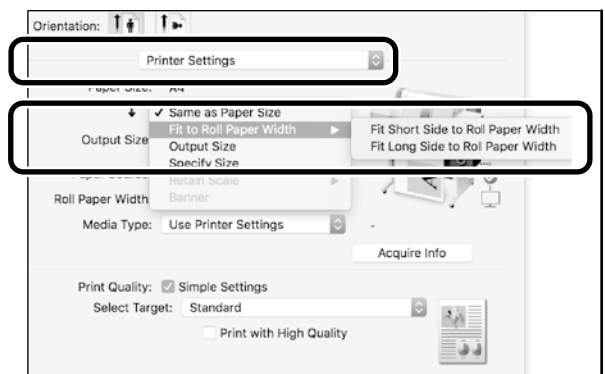 Orientation:
Printer Settings
Paper Size: A4
✓ Same as Paper Size
Fit to Roll Paper Width
Fit Short Side to Roll Paper Width
Output Size
Output Size
Fit Long Side to Roll Paper Width
Specify Size
Paper Source
Retain Scale
Roll Paper Width
Banner
Media Type: Use Printer Settings
-
Acquire Info
Print Quality: Simple Settings
Select Target: Standard
Print with High Quality